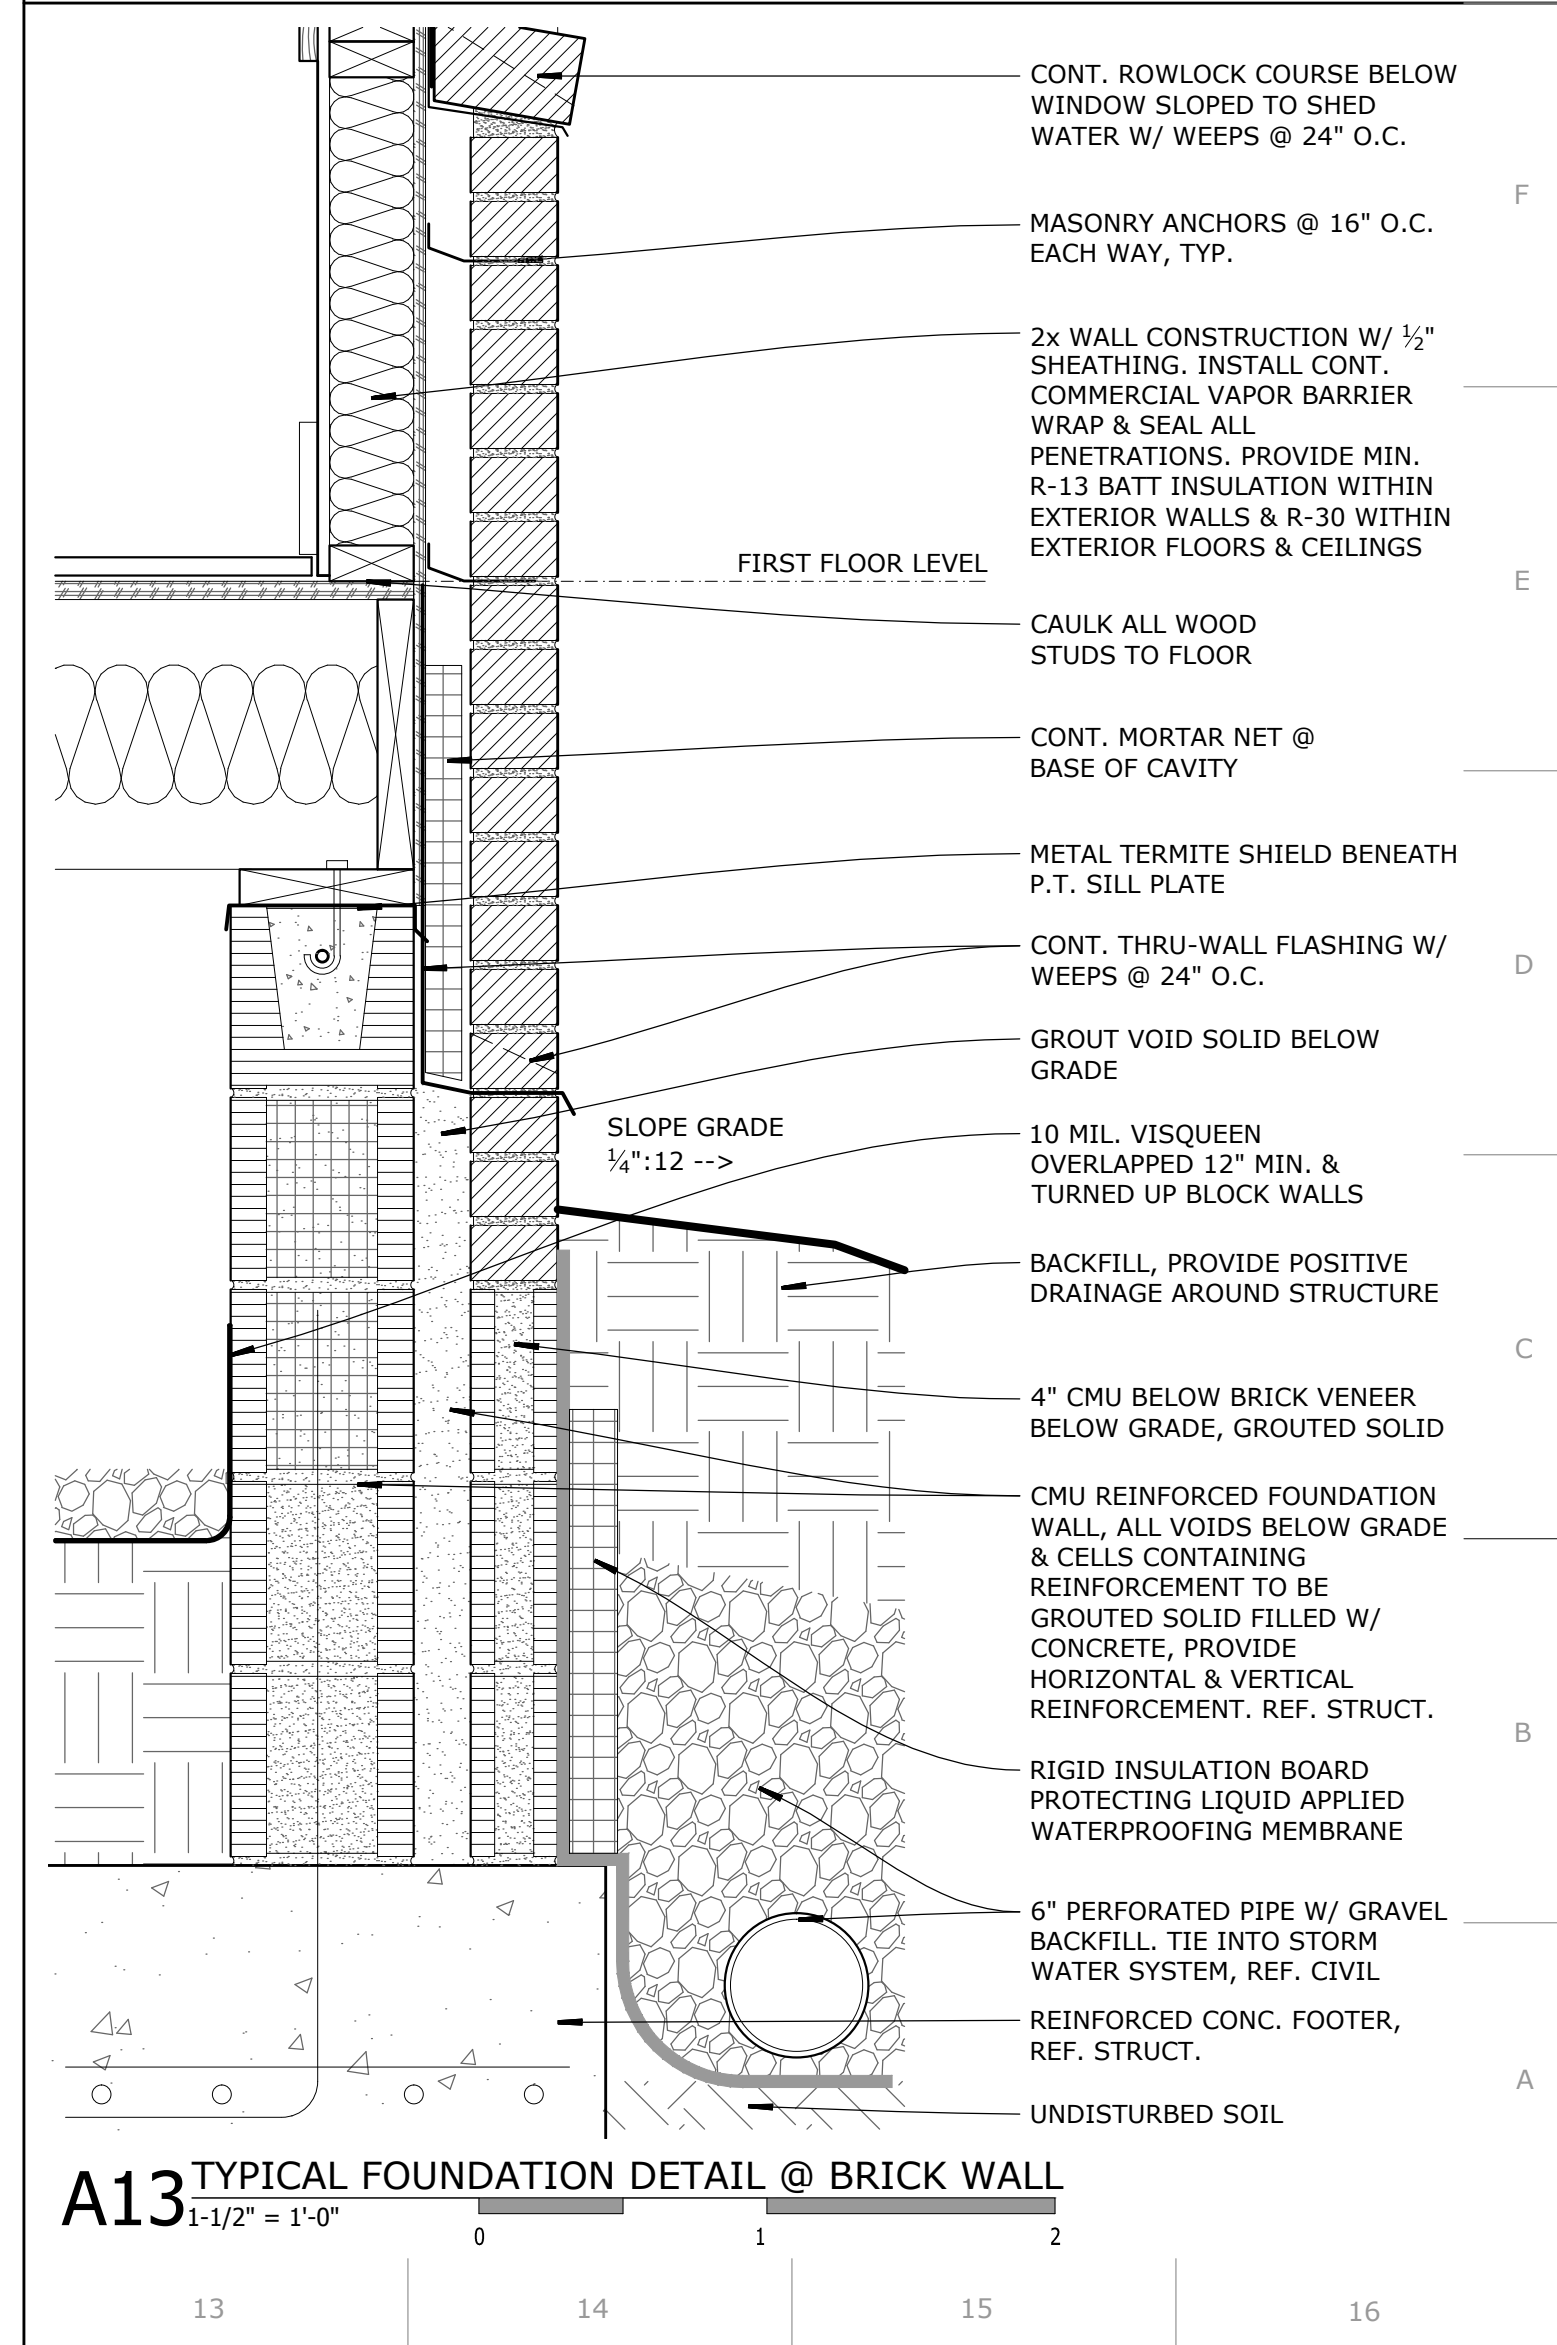 CONT. ROWLOCK COURSE BELOW
WINDOW SLOPED TO SHED
WATER W/ WEEPS @ 24" O.C.
F
MASONRY ANCHORS @ 16" O.C.
EACH WAY, TYP.
2x WALL CONSTRUCTION W/ ½"
SHEATHING. INSTALL CONT.
COMMERCIAL VAPOR BARRIER
WRAP & SEAL ALL
PENETRATIONS. PROVIDE MIN.
R-13 BATT INSULATION WITHIN
EXTERIOR WALLS & R-30 WITHIN
EXTERIOR FLOORS & CEILINGS
FIRST FLOOR LEVEL
E
CAULK ALL WOOD
STUDS TO FLOOR
CONT. MORTAR NET @
BASE OF CAVITY
METAL TERMITE SHIELD BENEATH
P.T. SILL PLATE
CONT. THRU-WALL FLASHING W/
WEEPS @ 24" O.C.
D
GROUT VOID SOLID BELOW
GRADE
SLOPE GRADE
¼":12 -->
10 MIL. VISQUEEN
OVERLAPPED 12" MIN. &
TURNED UP BLOCK WALLS
BACKFILL, PROVIDE POSITIVE
DRAINAGE AROUND STRUCTURE
C
4" CMU BELOW BRICK VENEER
BELOW GRADE, GROUTED SOLID
CMU REINFORCED FOUNDATION
WALL, ALL VOIDS BELOW GRADE
& CELLS CONTAINING
REINFORCEMENT TO BE
GROUTED SOLID FILLED W/
CONCRETE, PROVIDE
HORIZONTAL & VERTICAL
REINFORCEMENT. REF. STRUCT.
B
RIGID INSULATION BOARD
PROTECTING LIQUID APPLIED
WATERPROOFING MEMBRANE
6" PERFORATED PIPE W/ GRAVEL
BACKFILL. TIE INTO STORM
WATER SYSTEM, REF. CIVIL
REINFORCED CONC. FOOTER,
REF. STRUCT.
A
UNDISTURBED SOIL
A13 TYPICAL FOUNDATION DETAIL @ BRICK WALL
1-1/2" = 1'-0"
0 1 2
13 14 15 16